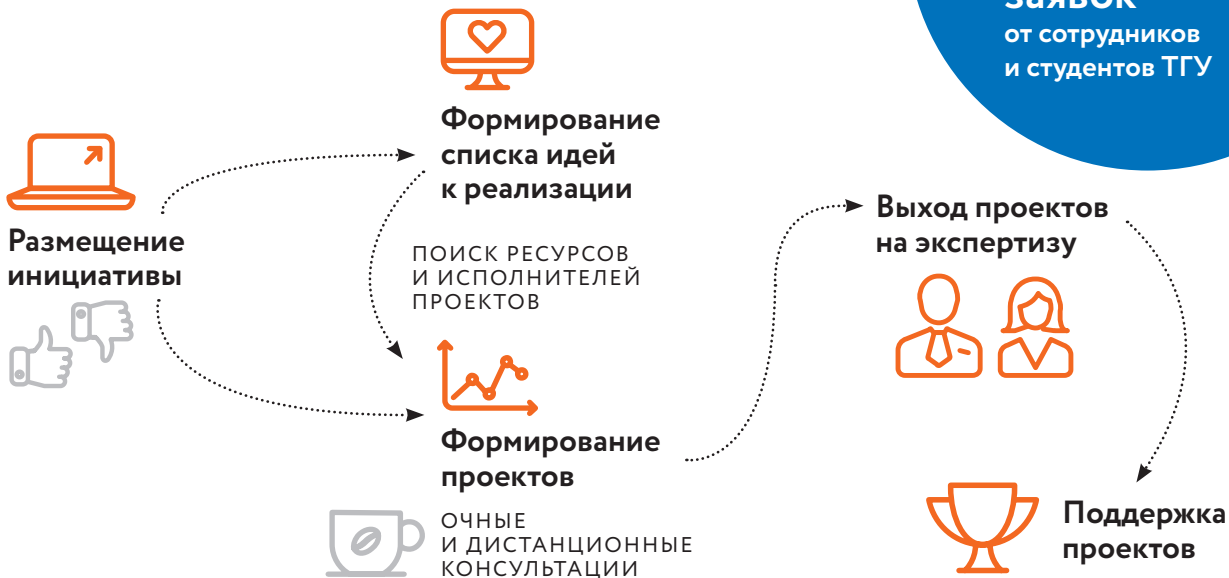 заявок
от сотрудников
и студентов ТГУ
Формирование
списка идей
к реализации
Размещение
инициативы
ПОИСК РЕСУРСОВ
И ИСПОЛНИТЕЛЕЙ
ПРОЕКТОВ
Выход проектов
на экспертизу
Формирование
проектов
ОЧНЫЕ
И ДИСТАНЦИОННЫЕ
КОНСУЛЬТАЦИИ
Поддержка
проектов